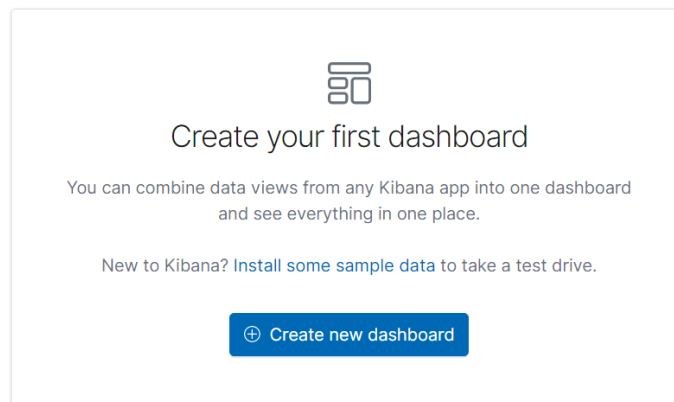 Create your first dashboard
You can combine data views from any Kibana app into one dashboard
and see everything in one place.
New to Kibana? Install some sample data to take a test drive.
Create new dashboard